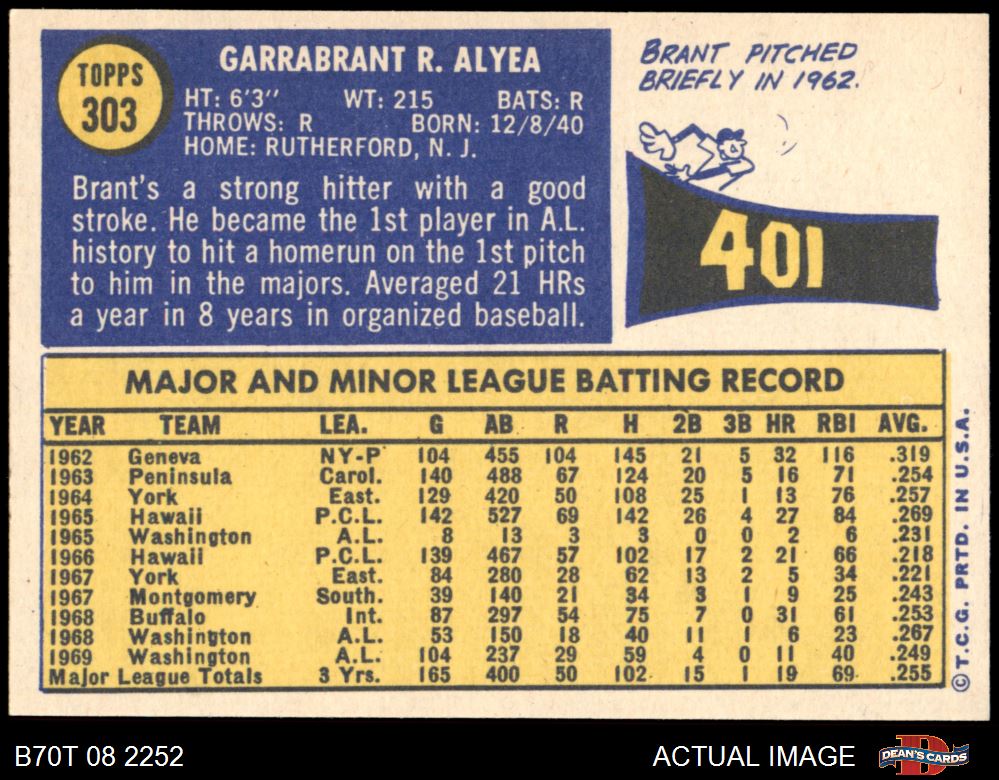 TOPPS
303
GARRABRANT R. ALYEA
HT: 6'3" WT: 215 BATS: R
THROWS: R BORN: 12/8/40
HOME: RUTHERFORD, N. J.
Brant's a strong hitter with a good
stroke. He became the 1st player in A.L.
history to hit a homerun on the 1st pitch
to him in the majors. Averaged 21 HRs
a year in 8 years in organized baseball.
BRANT PITCHED
BRIEFLY IN 1962.
401
MAJOR AND MINOR LEAGUE BATTING RECORD
YEAR TEAM LEA. G AB R H 2B 3B HR RBI AVG.
1962 Geneva NY-P 104 455 104 145 21 5 32 116 .319
1963 Peninsula Carol. 140 488 67 124 20 5 16 71 .254
1964 York East. 129 420 50 108 25 1 13 76 .257
1965 Hawaii P.C.L. 142 527 69 142 26 4 27 84 .269
1965 Washington A.L. 8 13 3 3 0 0 2 6 .231
1966 Hawaii P.C.L. 139 467 57 102 17 2 21 66 .218
1967 York East. 84 280 28 62 13 2 5 34 .221
1967 Montgomery South. 39 140 21 34 3 1 9 25 .243
1968 Buffalo Int. 87 297 54 75 7 0 31 61 .253
1968 Washington A.L. 53 150 18 40 11 1 6 23 .267
1969 Washington A.L. 104 237 29 59 4 0 11 40 .249
Major League Totals 3 Yrs. 165 400 50 102 15 1 19 69 .255
©T.C.G. PRTD. IN U.S.A.
B70T 08 2252
ACTUAL IMAGE
D
DEAN'S CARDS